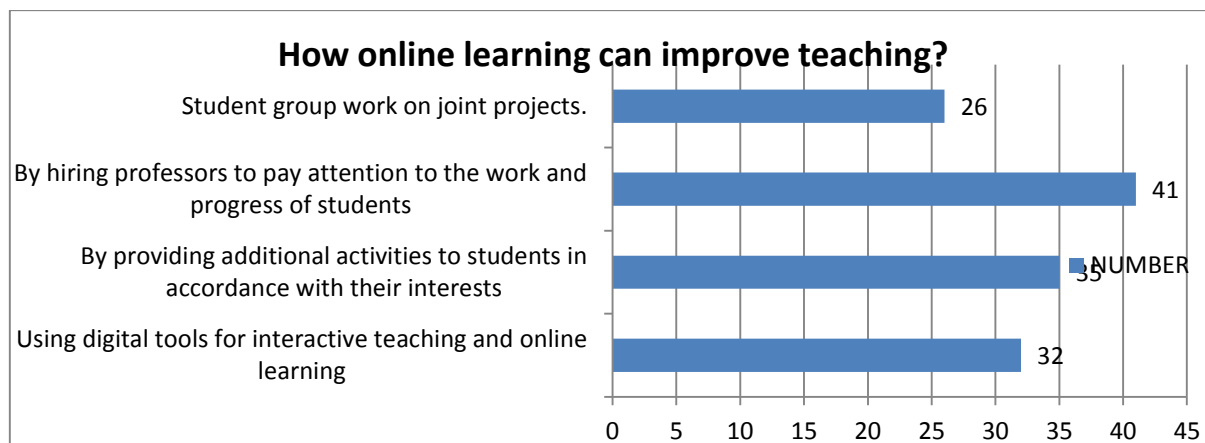 How online learning can improve teaching?
Student group work on joint projects.
26
By hiring professors to pay attention to the work and
progress of students
41
By providing additional activities to students in
accordance with their interests
35
NUMBER
Using digital tools for interactive teaching and online
learning
32
0 5 10 15 20 25 30 35 40 45